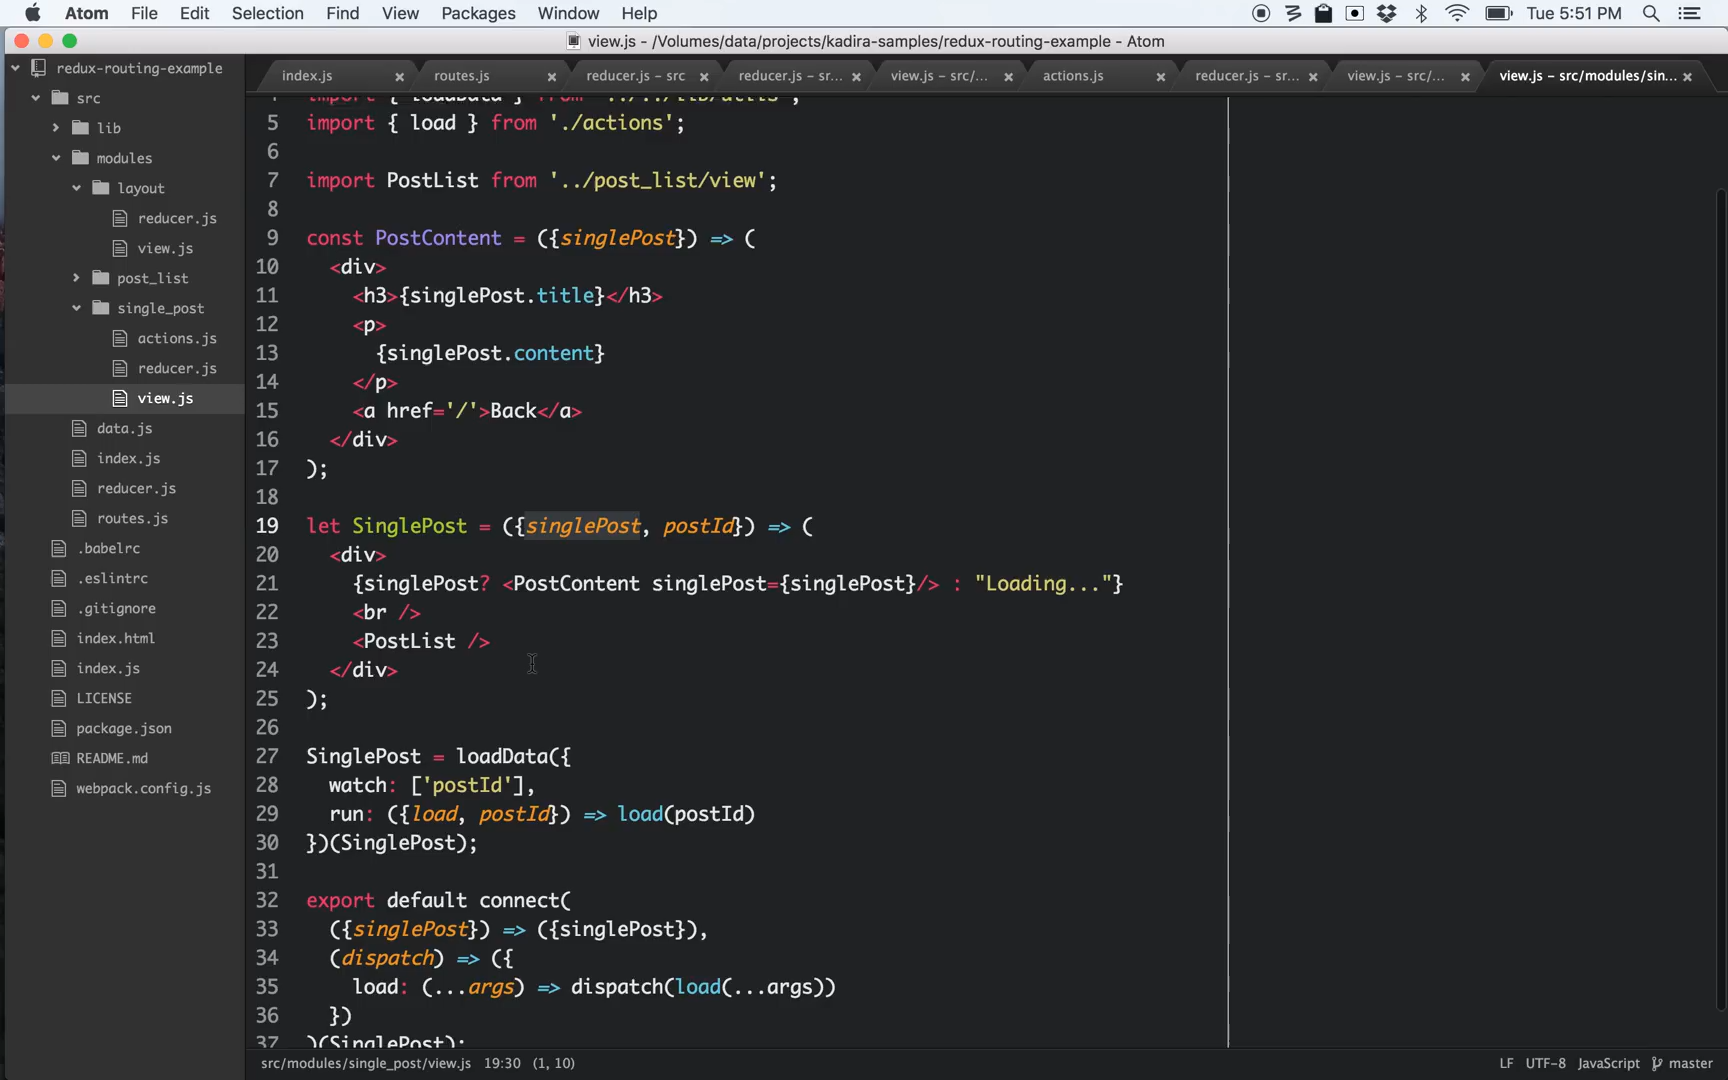 Atom File Edit Selection Find View Packages Window Help Tue 5:51 PM
view.js - /Volumes/data/projects/kadira-samples/redux-routing-example - Atom
redux-routing-example
src
lib
modules
layout
reducer.js
view.js
post_list
single_post
actions.js
reducer.js
view.js
data.js
index.js
reducer.js
routes.js
.babelrc
.eslintrc
.gitignore
index.html
index.js
LICENSE
package.json
README.md
webpack.config.js
index.js routes.js reducer.js - src reducer.js - sr... view.js - src/... actions.js reducer.js - sr... view.js - src/... view.js - src/modules/sin...
4 import { loadData } from '../../lib/utils';
5 import { load } from './actions';
6
7 import PostList from '../post_list/view';
8
9 const PostContent = ({singlePost}) => (
10 <div>
11 <h3>{singlePost.title}</h3>
12 <p>
13 {singlePost.content}
14 </p>
15 <a href='/'>Back</a>
16 </div>
17 );
18
19 let SinglePost = ({singlePost, postId}) => (
20 <div>
21 {singlePost? <PostContent singlePost={singlePost}/> : "Loading..."}
22 <br />
23 <PostList />
24 </div>
25 );
26
27 SinglePost = loadData({
28 watch: ['postId'],
29 run: ({load, postId}) => load(postId)
30 })(SinglePost);
31
32 export default connect(
33 ({singlePost}) => ({singlePost}),
34 (dispatch) => ({
35 load: (...args) => dispatch(load(...args))
36 })
37 )(SinglePost);
src/modules/single_post/view.js 19:30 (1, 10) LF UTF-8 JavaScript master